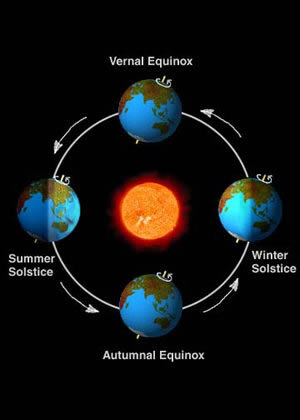 Vernal Equinox
Summer
Solstice
Winter
Solstice
Autumnal Equinox